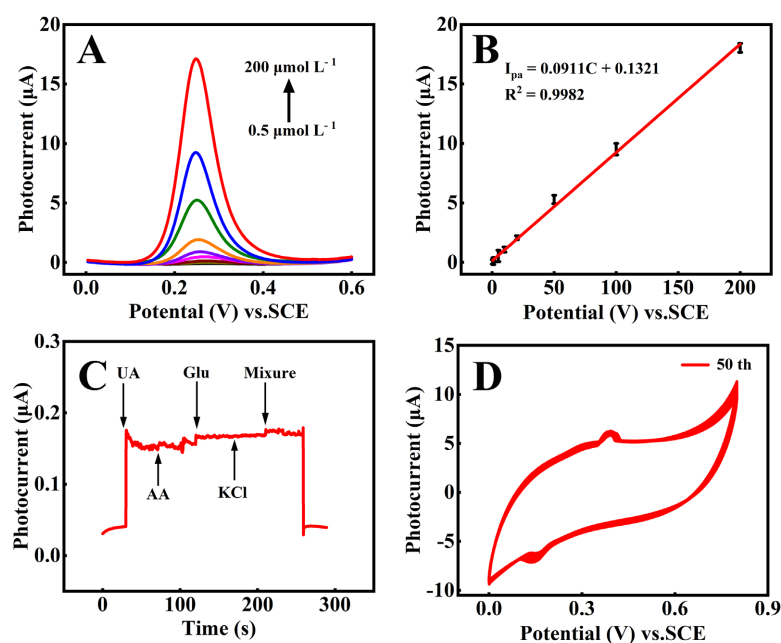 A
200 μmol L⁻¹
0.5 μmol L⁻¹
Photocurrent (μA)
20
15
10
5
0
0.0 0.2 0.4 0.6
Potental (V) vs.SCE
B
I_pa = 0.0911C + 0.1321
R² = 0.9982
Photocurrent (μA)
20
15
10
5
0
0 50 100 150 200
Potential (V) vs.SCE
C
UA Glu Mixure
AA KCl
Photocurrent (μA)
0.3
0.2
0.1
0.0
0 100 200 300
Time (s)
D
50 th
Photocurrent (μA)
15
10
5
0
-5
-10
0.0 0.3 0.6 0.9
Potential (V) vs.SCE